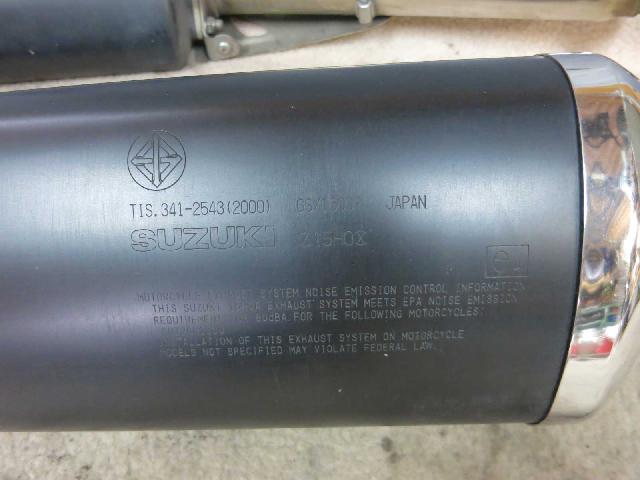 TIS.341-2543(2000) JAPAN
SUZUKI 15-08
MOTORCYCLE EXHAUST SYSTEM NOISE EMISSION CONTROL INFORMATION
THIS SUZUKI EXHAUST SYSTEM MEETS EPA NOISE EMISSION
REQUIREMENTS OF 80dBA FOR THE FOLLOWING MOTORCYCLES:
INSTALLATION OF THIS EXHAUST SYSTEM ON MOTORCYCLE
MODELS NOT SPECIFIED MAY VIOLATE FEDERAL LAW.